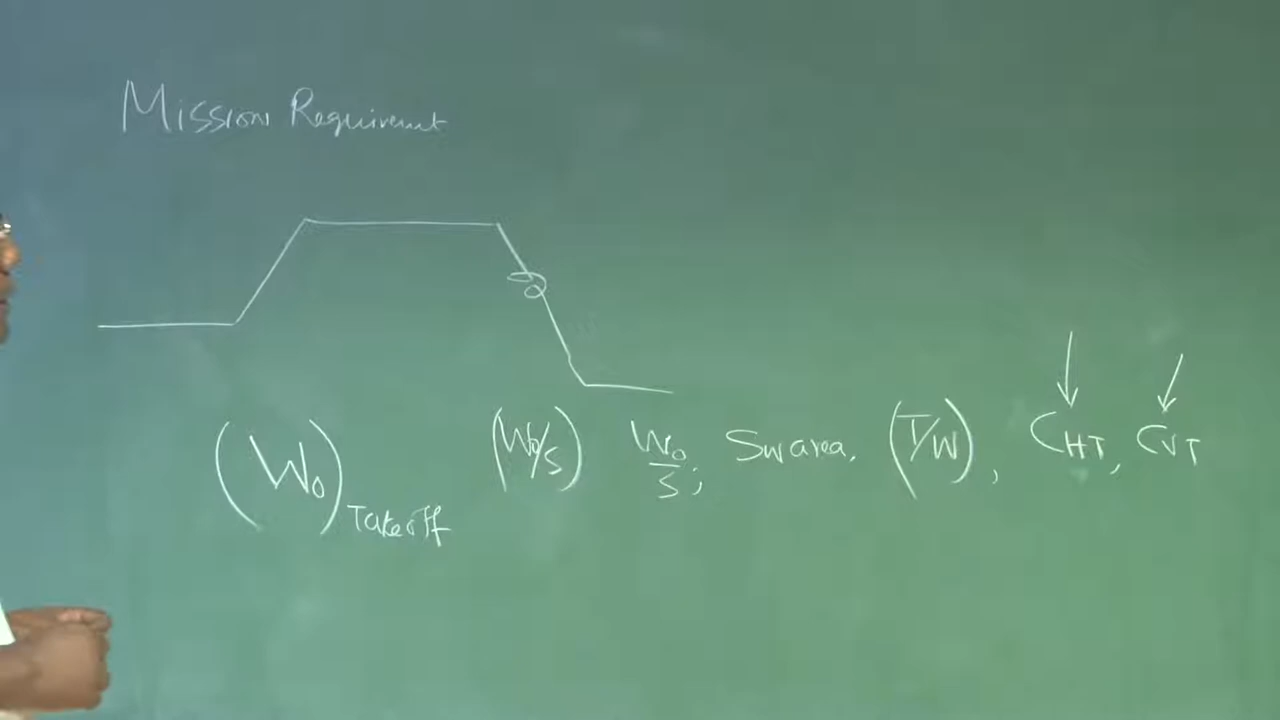 Mission Requirement
(W₀)Takeoff (W₀/S) W₀/S; Sw area, (T/W), CHT, CVT